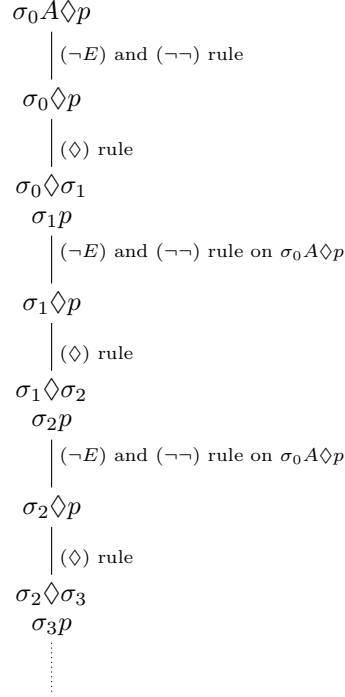 σ₀A◊p
(¬E) and (¬¬) rule
σ₀◊p
(◊) rule
σ₀◊σ₁
σ₁p
(¬E) and (¬¬) rule on σ₀A◊p
σ₁◊p
(◊) rule
σ₁◊σ₂
σ₂p
(¬E) and (¬¬) rule on σ₀A◊p
σ₂◊p
(◊) rule
σ₂◊σ₃
σ₃p